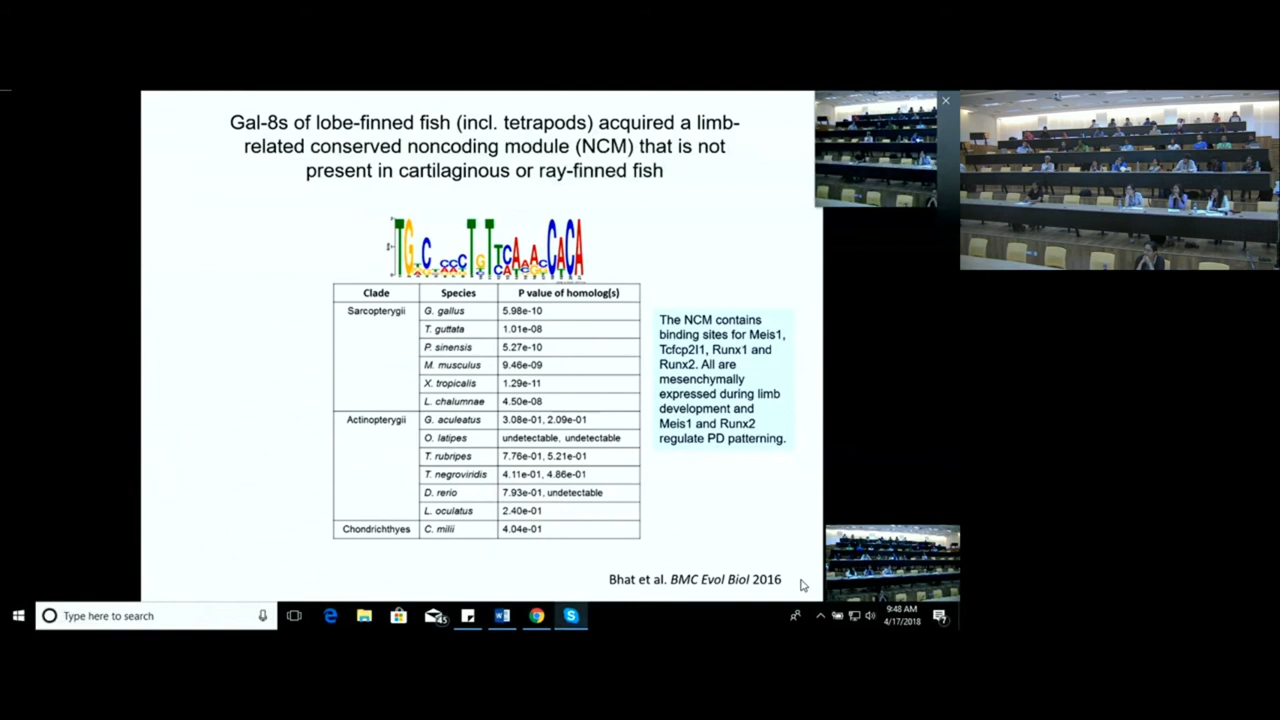 Gal-8s of lobe-finned fish (incl. tetrapods) acquired a limb-
related conserved noncoding module (NCM) that is not
present in cartilaginous or ray-finned fish
Clade Species P value of homolog(s)
Sarcopterygii G. gallus 5.98e-10
T. guttata 1.01e-08
P. sinensis 5.27e-10
M. musculus 9.46e-09
X. tropicalis 1.29e-11
L. chalumnae 4.50e-08
Actinopterygii G. aculeatus 3.08e-01, 2.09e-01
O. latipes undetectable, undetectable
T. rubripes 7.76e-01, 5.21e-01
T. negroviridis 4.11e-01, 4.86e-01
D. rerio 7.93e-01, undetectable
L. oculatus 2.40e-01
Chondrichthyes C. milii 4.04e-01
The NCM contains
binding sites for Meis1,
Tcfcp2l1, Runx1 and
Runx2. All are
mesenchymally
expressed during limb
development and
Meis1 and Runx2
regulate PD patterning.
Bhat et al. BMC Evol Biol 2016
Type here to search
45
9:48 AM
4/17/2018